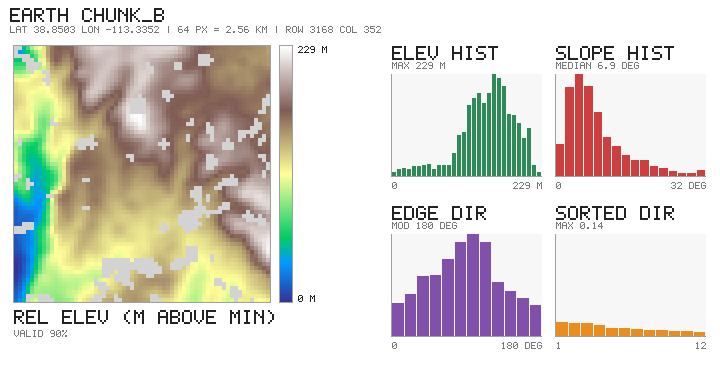 EARTH CHUNK_B
LAT 38.8503 LON -113.3352 | 64 PX = 2.56 KM | ROW 3168 COL 352
229 M
0 M
REL ELEV (M ABOVE MIN)
VALID 90%
ELEV HIST
MAX 229 M
0 229 M
SLOPE HIST
MEDIAN 6.9 DEG
0 32 DEG
EDGE DIR
MOD 180 DEG
0 180 DEG
SORTED DIR
MAX 0.14
1 12